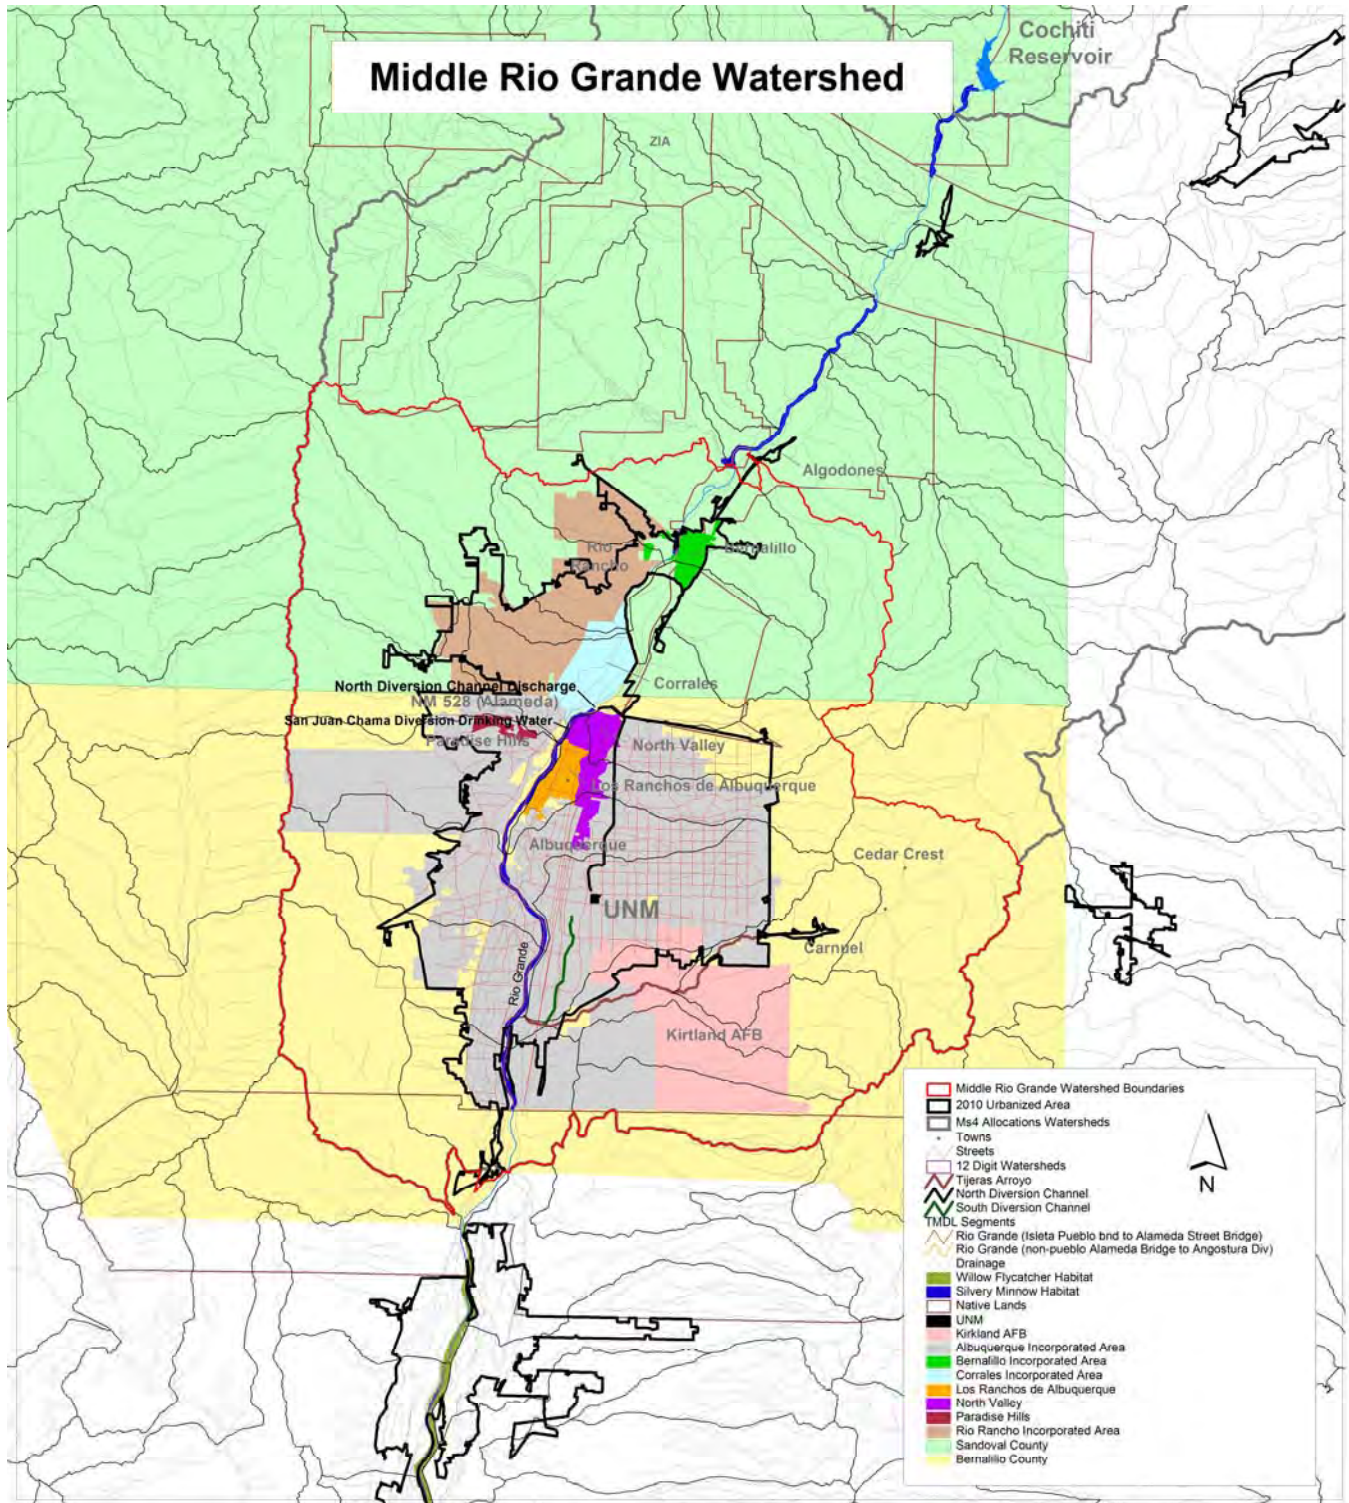 Cochiti
Reservoir
Middle Rio Grande Watershed
ZIA
Algodones
Rio
Rancho
Bernalillo
Corrales
North Diversion Channel Discharge
NM 528 (Alameda)
San Juan Chama Diversion Drinking Water
Paradise Hills
North Valley
Los Ranchos de Albuquerque
Albuquerque
Cedar Crest
UNM
Carnuel
Rio Grande
Kirtland AFB
Middle Rio Grande Watershed Boundaries
2010 Urbanized Area
Ms4 Allocations Watersheds
Towns
Streets
12 Digit Watersheds
Tijeras Arroyo
North Diversion Channel
South Diversion Channel
TMDL Segments
Rio Grande (Isleta Pueblo bnd to Alameda Street Bridge)
Rio Grande (non-pueblo Alameda Bridge to Angostura Div)
Drainage
Willow Flycatcher Habitat
Silvery Minnow Habitat
Native Lands
UNM
Kirkland AFB
Albuquerque Incorporated Area
Bernalillo Incorporated Area
Corrales Incorporated Area
Los Ranchos de Albuquerque
North Valley
Paradise Hills
Rio Rancho Incorporated Area
Sandoval County
Bernalillo County
N